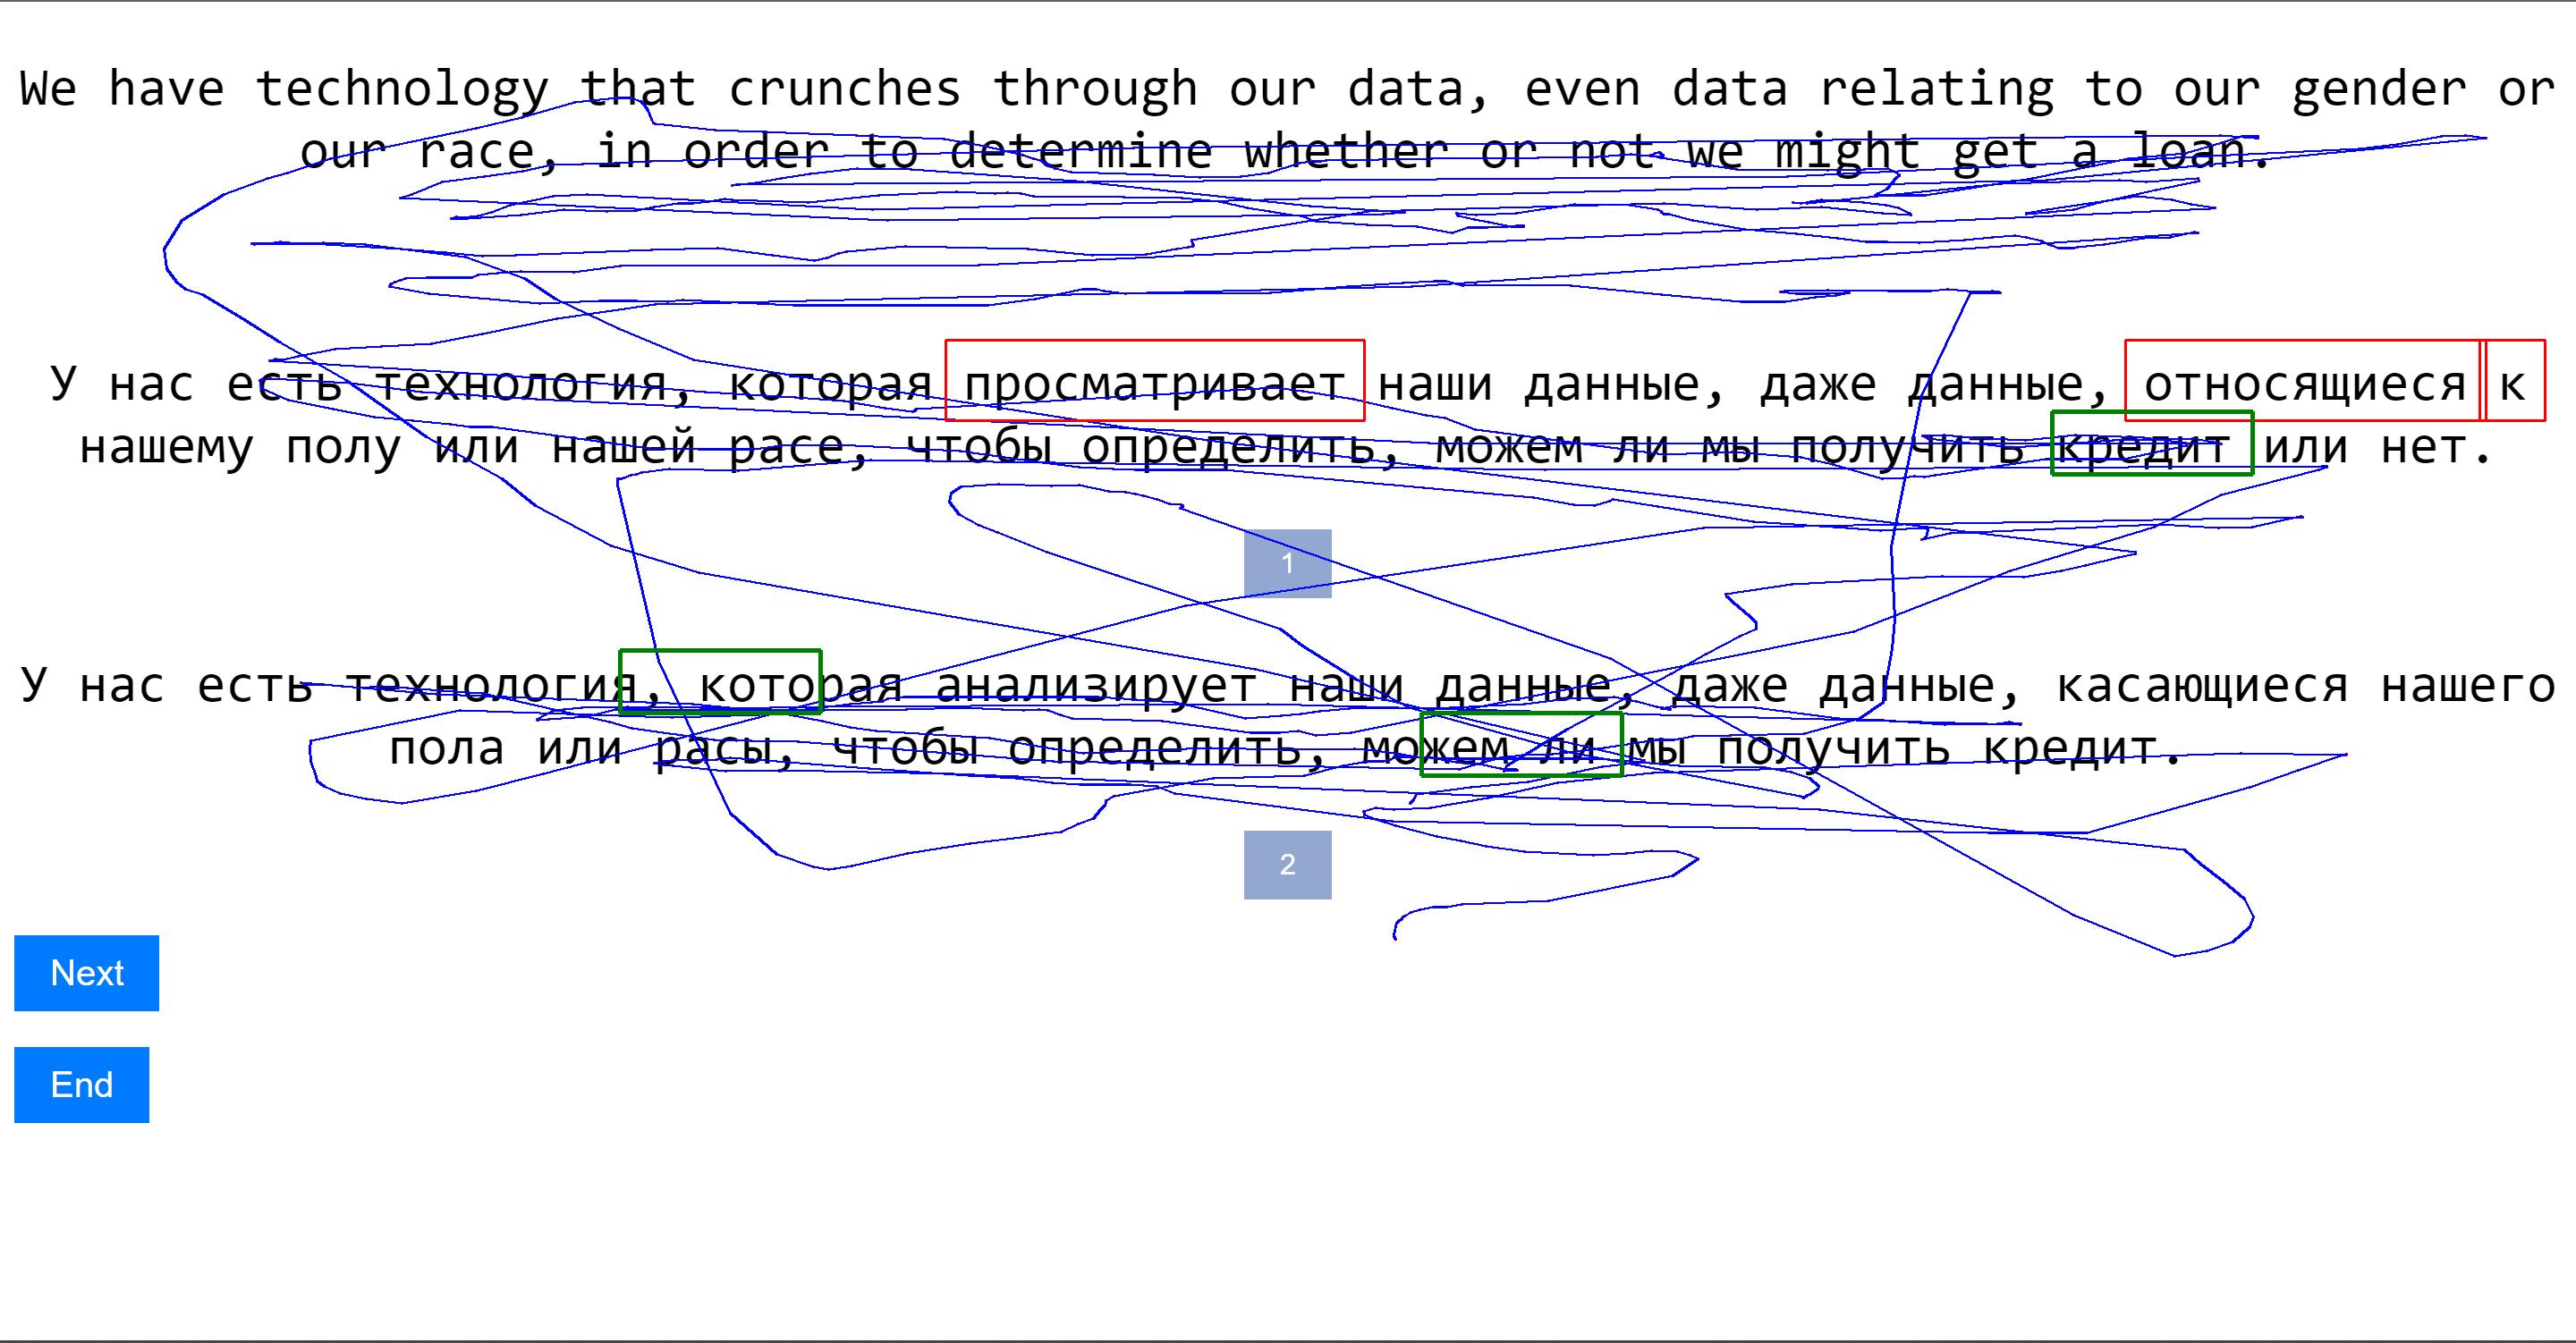 We have technology that crunches through our data, even data relating to our gender or
our race, in order to determine whether or not we might get a loan.
У нас есть технология, которая просматривает наши данные, даже данные, относящиеся к
нашему полу или нашей расе, чтобы определить, можем ли мы получить кредит или нет.
1
У нас есть технология, которая анализирует наши данные, даже данные, касающиеся нашего
пола или расы, чтобы определить, можем ли мы получить кредит.
2
Next
End